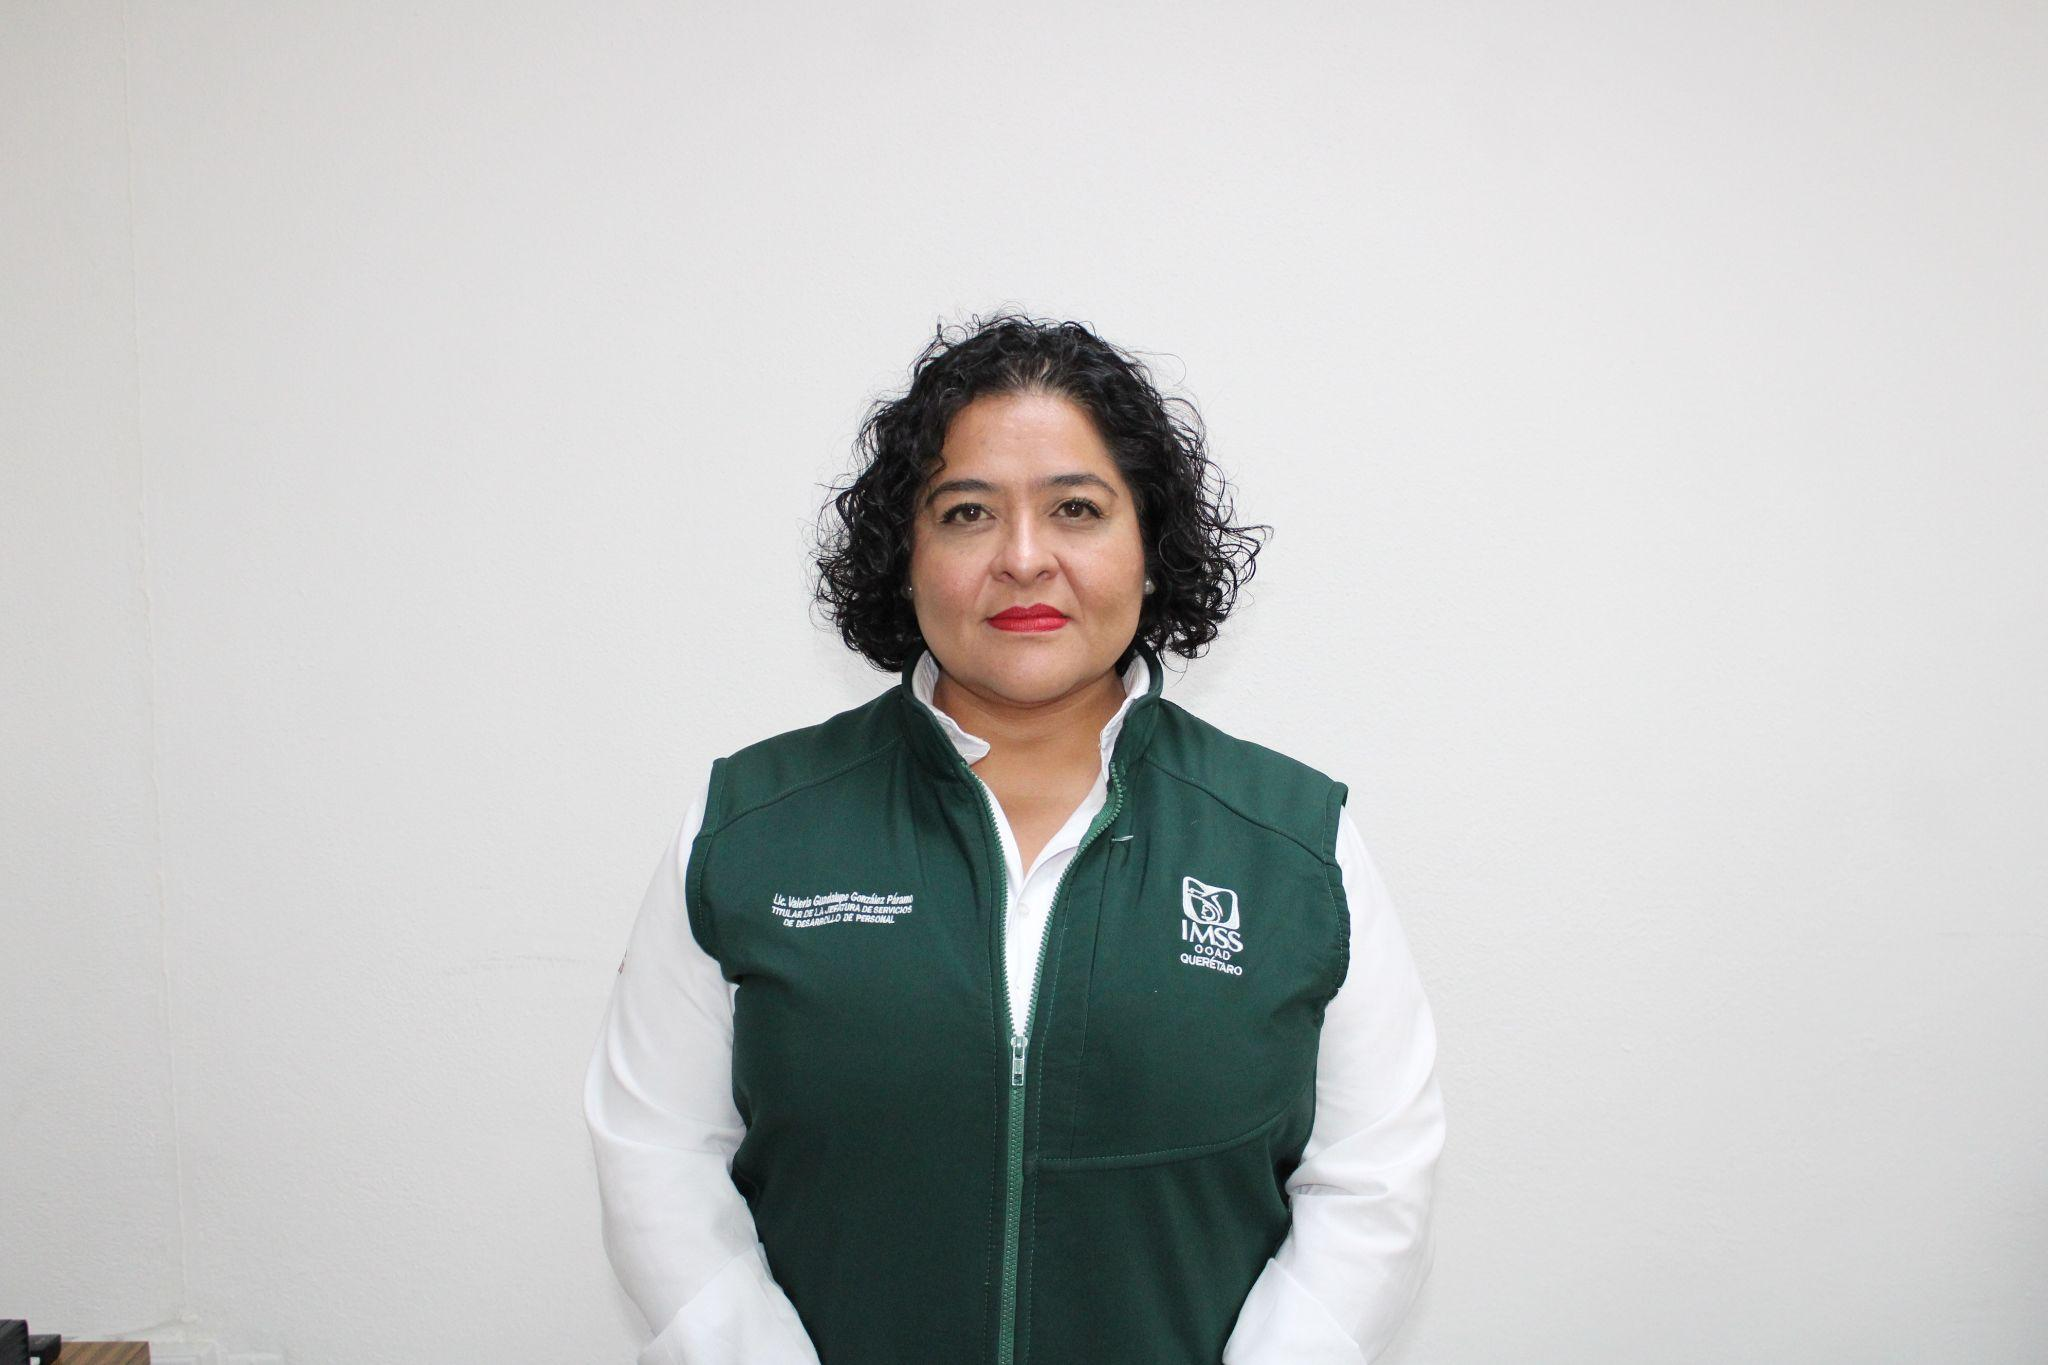 Lic. Valeria Guadalupe González Páramo
TITULAR DE LA JEFATURA DE SERVICIOS
DE DESARROLLO DE PERSONAL
IMSS
OOAD
QUERÉTARO